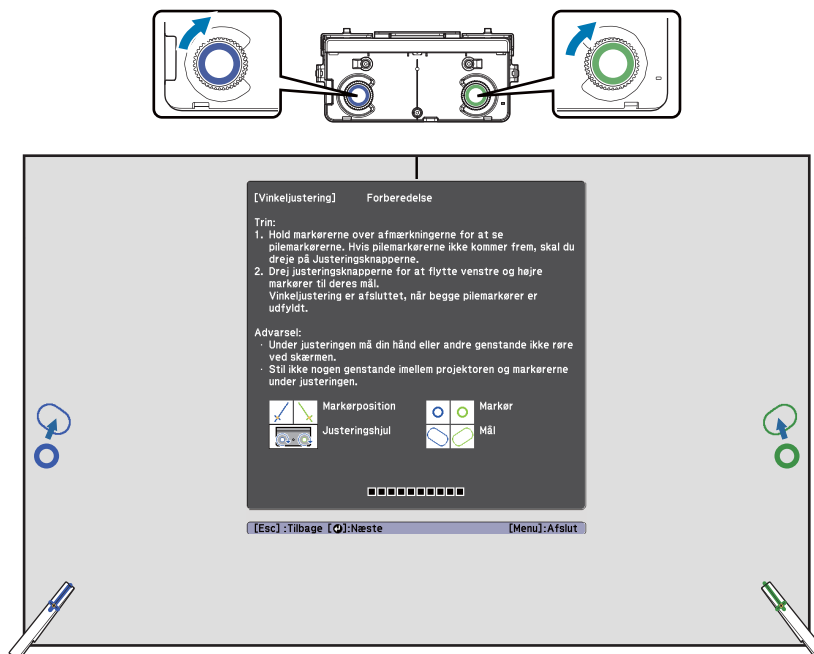 [Vinkeljustering] Forberedelse
Trin:
1. Hold markørerne over afmærkningerne for at se
pilemarkørerne. Hvis pilemarkørerne ikke kommer frem, skal du
dreje på Justeringsknapperne.
2. Drej justeringsknapperne for at flytte venstre og højre
markører til deres mål.
Vinkeljustering er afsluttet, når begge pilemarkører er
udfyldt.
Advarsel:
· Under justeringen må din hånd eller andre genstande ikke røre
ved skærmen.
· Stil ikke nogen genstande imellem projektoren og markørerne
under justeringen.
Markørposition Markør
Justeringshjul Mål
[Esc] :Tilbage [⏎]:Næste [Menu]:Afslut